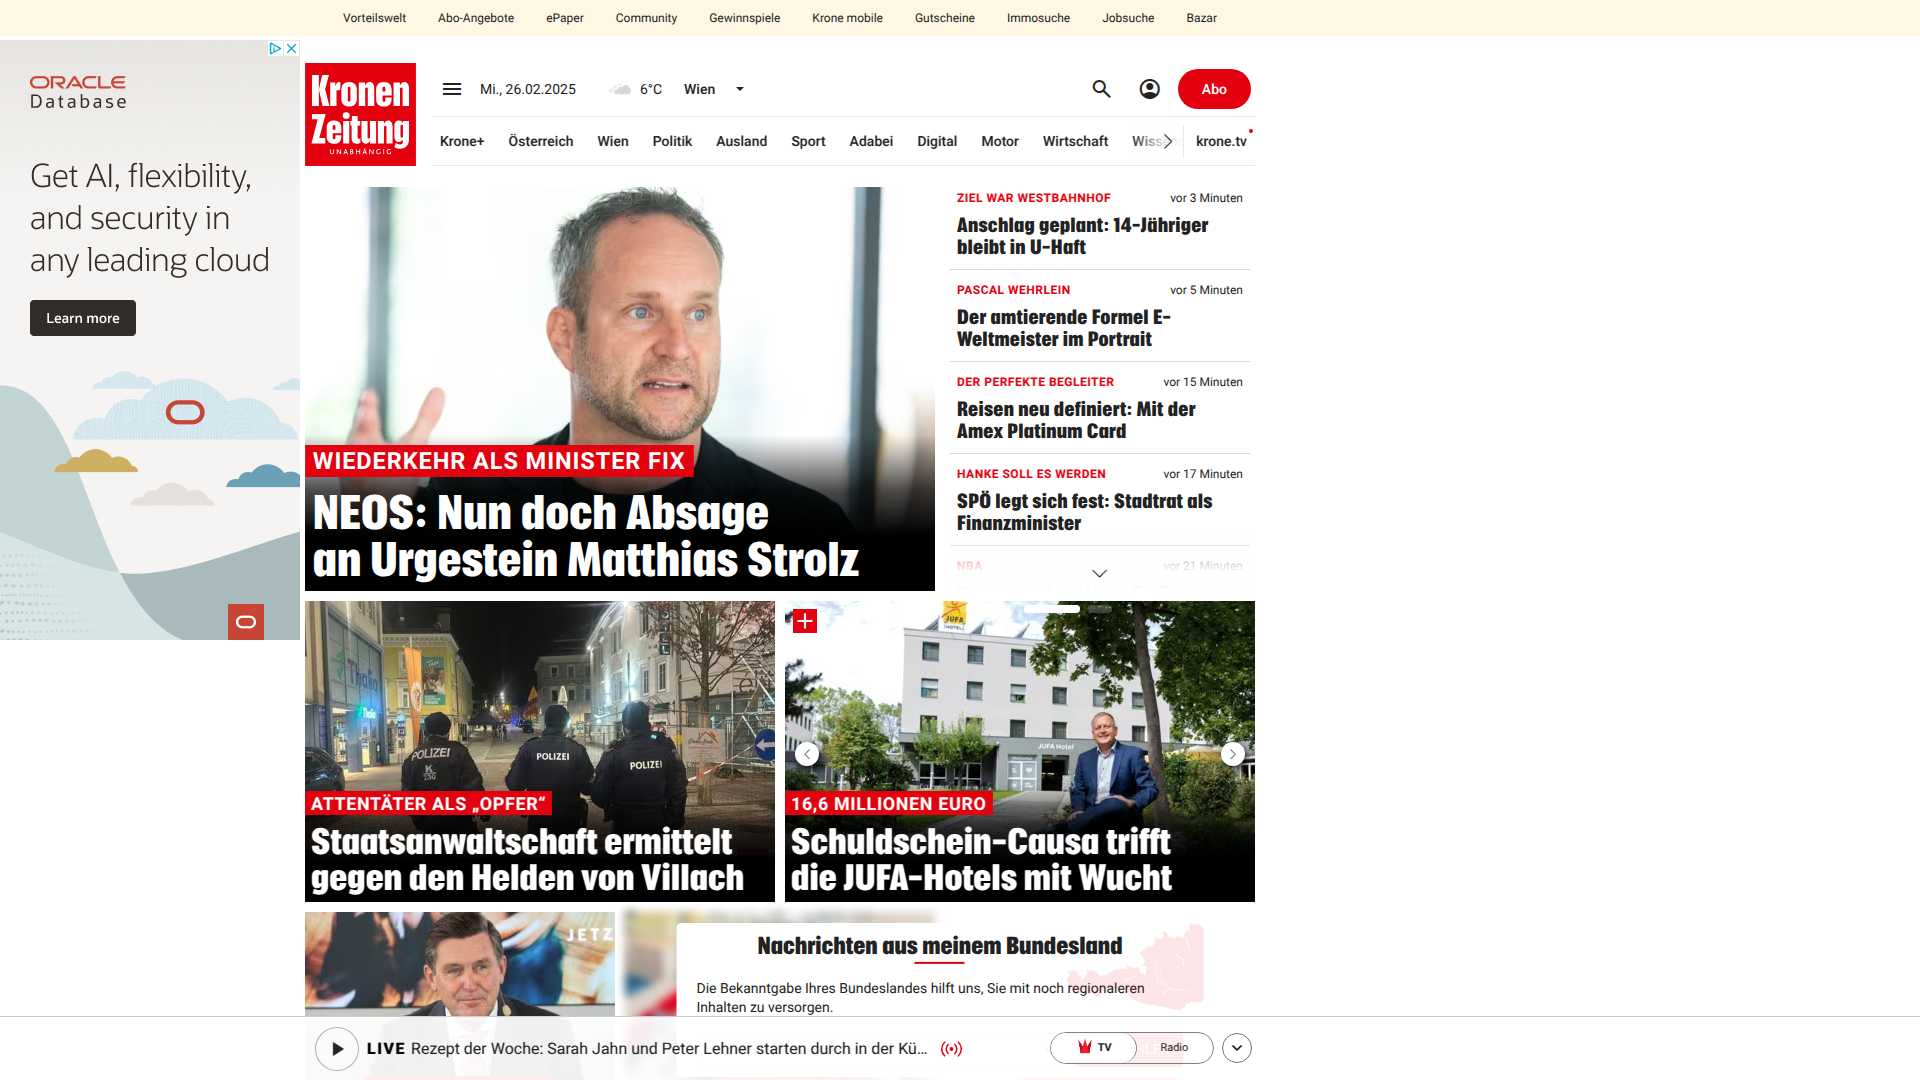 Vorteilswelt Abo-Angebote ePaper Community Gewinnspiele Krone mobile Gutscheine Immosuche Jobsuche Bazar
ORACLE
Database
Get AI, flexibility,
and security in
any leading cloud
Learn more
Kronen
Zeitung
UNABHÄNGIG
Mi., 26.02.2025 6°C Wien
Abo
Krone+ Österreich Wien Politik Ausland Sport Adabei Digital Motor Wirtschaft krone.tv
WIEDERKEHR ALS MINISTER FIX
NEOS: Nun doch Absage
an Urgestein Matthias Strolz
ZIEL WAR WESTBAHNHOF vor 3 Minuten
Anschlag geplant: 14-Jähriger
bleibt in U-Haft
PASCAL WEHRLEIN vor 5 Minuten
Der amtierende Formel E-
Weltmeister im Portrait
DER PERFEKTE BEGLEITER vor 15 Minuten
Reisen neu definiert: Mit der
Amex Platinum Card
HANKE SOLL ES WERDEN vor 17 Minuten
SPÖ legt sich fest: Stadtrat als
Finanzminister
NBA vor 21 Minuten
Thalia
POLIZEI
POLIZEI
POLIZEI
ATTENTÄTER ALS „OPFER“
Staatsanwaltschaft ermittelt
gegen den Helden von Villach
JUFA
HOTEL
JUFA Hotel
16,6 MILLIONEN EURO
Schuldschein-Causa trifft
die JUFA-Hotels mit Wucht
JETZ
Nachrichten aus meinem Bundesland
Die Bekanntgabe Ihres Bundeslandes hilft uns, Sie mit noch regionaleren
Inhalten zu versorgen.
LIVE Rezept der Woche: Sarah Jahn und Peter Lehner starten durch in der Kü...
TV Radio